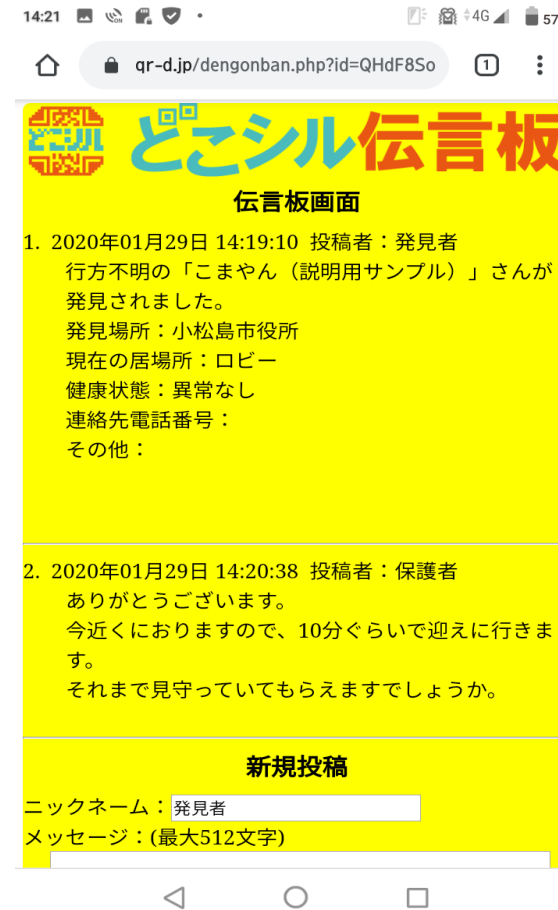 14:21
4G
57
qr-d.jp/dengonban.php?id=QHdF8So
1
どこシル
どこシル伝言板
伝言板画面
1. 2020年01月29日 14:19:10 投稿者：発見者
行方不明の「こまやん（説明用サンプル）」さんが
発見されました。
発見場所：小松島市役所
現在の居場所：ロビー
健康状態：異常なし
連絡先電話番号：
その他：
2. 2020年01月29日 14:20:38 投稿者：保護者
ありがとうございます。
今近くにおりますので、10分ぐらいで迎えに行きま
す。
それまで見守っていてもらえますでしょうか。
新規投稿
ニックネーム：発見者
メッセージ：(最大512文字)